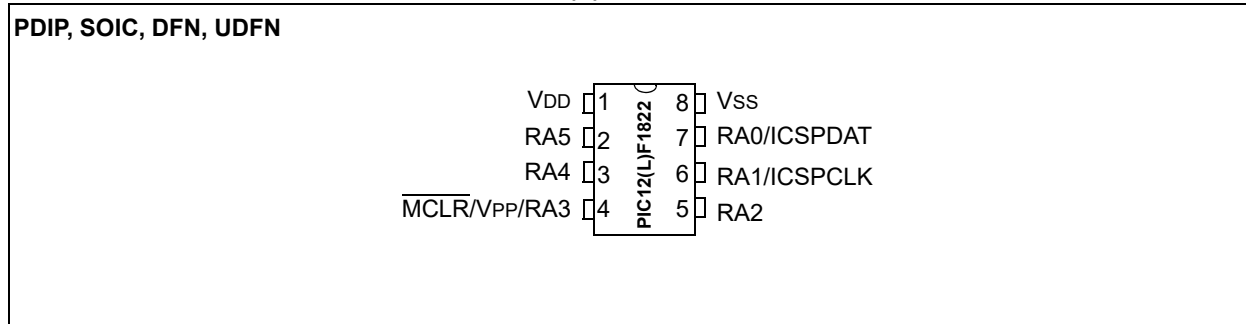 PDIP, SOIC, DFN, UDFN
VDD 1 8 VSS
RA5 2 7 RA0/ICSPDAT
RA4 3 6 RA1/ICSPCLK
MCLR/VPP/RA3 4 5 RA2
PIC12(L)F1822